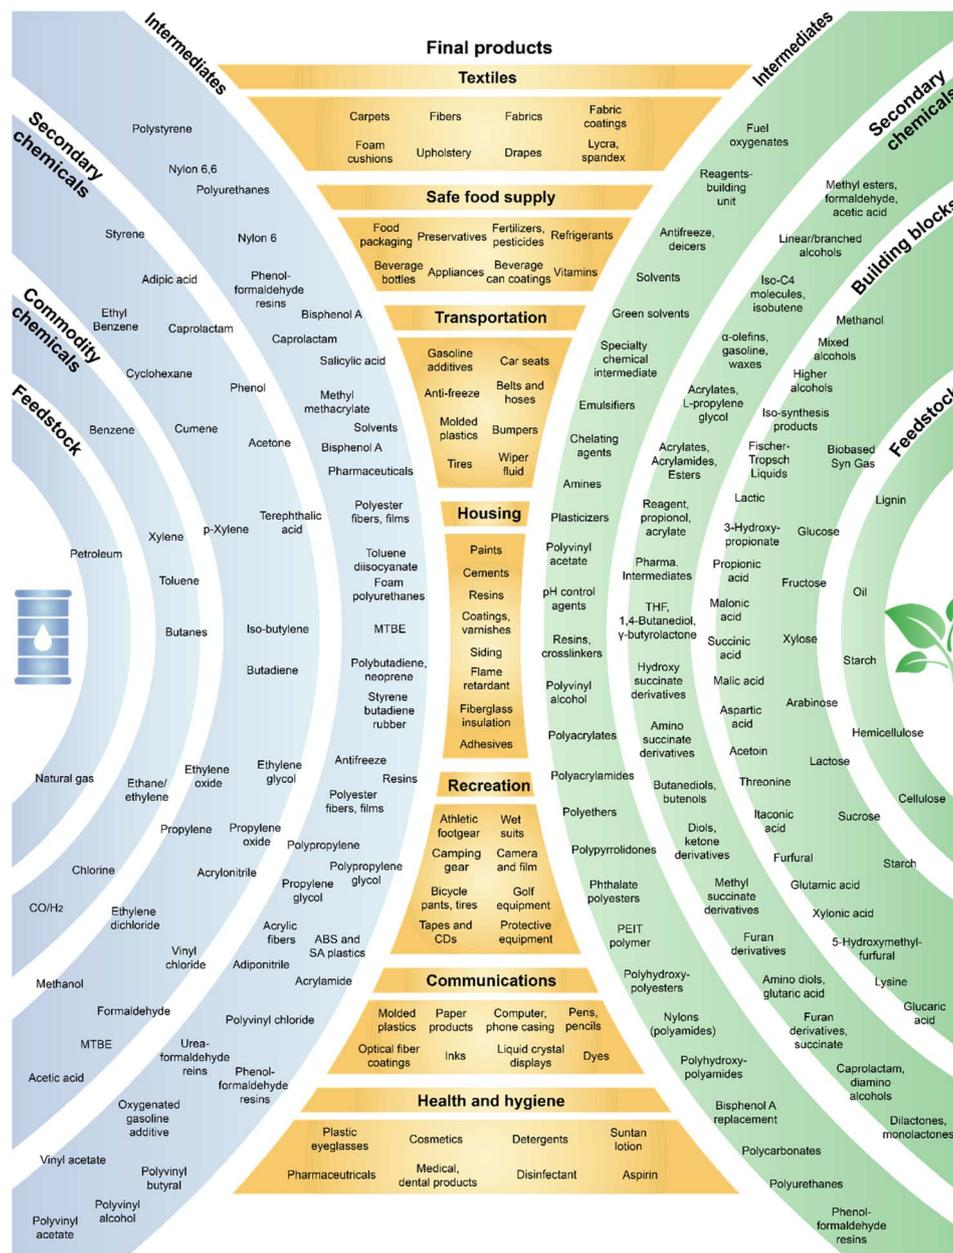 Final products
Intermediates
Secondary
chemicals
Commodity
chemicals
Feedstock
Polystyrene
Nylon 6,6
Polyurethanes
Styrene
Nylon 6
Adipic acid
Phenol-
formaldehyde
resins
Bisphenol A
Ethyl
Benzene
Caprolactam
Caprolactam
Salicylic acid
Cyclohexane
Phenol
Methyl
methacrylate
Solvents
Benzene
Cumene
Acetone
Bisphenol A
Pharmaceuticals
Polyester
fibers, films
Terephthalic
acid
p-Xylene
Xylene
Petroleum
Toluene
diisocyanate
Foam
polyurethanes
Toluene
Butanes
Iso-butylene
MTBE
Butadiene
Polybutadiene,
neoprene
Styrene
butadiene
rubber
Natural gas
Ethane/
ethylene
Ethylene
oxide
Ethylene
glycol
Antifreeze
Resins
Polyester
fibers, films
Propylene
Propylene
oxide
Polypropylene
Chlorine
Acrylonitrile
Polypropylene
glycol
Propylene
glycol
CO/H2
Ethylene
dichloride
Acrylic
fibers
ABS and
SA plastics
Vinyl
chloride
Adiponitrile
Acrylamide
Methanol
Formaldehyde
Polyvinyl chloride
MTBE
Urea-
formaldehyde
reins
Phenol-
formaldehyde
resins
Acetic acid
Oxygenated
gasoline
additive
Vinyl acetate
Polyvinyl
butyral
Polyvinyl
alcohol
Polyvinyl
acetate
Textiles
Carpets Fibers Fabrics Fabric
coatings
Foam
cushions Upholstery Drapes Lycra,
spandex
Safe food supply
Food
packaging Preservatives Fertilizers,
pesticides Refrigerants
Beverage
bottles Appliances Beverage
can coatings Vitamins
Transportation
Gasoline
additives Car seats
Anti-freeze Belts and
hoses
Molded
plastics Bumpers
Tires Wiper
fluid
Housing
Paints
Cements
Resins
Coatings,
varnishes
Siding
Flame
retardant
Fiberglass
insulation
Adhesives
Recreation
Athletic
footgear Wet
suits
Camping
gear Camera
and film
Bicycle
pants, tires Golf
equipment
Tapes and
CDs Protective
equipment
Communications
Molded
plastics Paper
products Computer,
phone casing Pens,
pencils
Optical fiber
coatings Inks Liquid crystal
displays Dyes
Health and hygiene
Plastic
eyeglasses Cosmetics Detergents Suntan
lotion
Pharmaceutricals Medical,
dental products Disinfectant Aspirin
Intermediates
Secondary
chemicals
Building blocks
Feedstock
Fuel
oxygenates
Reagents-
building
unit
Antifreeze,
deicers
Solvents
Green solvents
Specialty
chemical
intermediate
Emulsifiers
Chelating
agents
Amines
Plasticizers
Polyvinyl
acetate
pH control
agents
Resins,
crosslinkers
Polyvinyl
alcohol
Polyacrylates
Polyacrylamides
Polyethers
Polypyrrolidones
Phthalate
polyesters
PEIT
polymer
Polyhydroxy-
polyesters
Nylons
(polyamides)
Polyhydroxy-
polyamides
Bisphenol A
replacement
Polycarbonates
Polyurethanes
Phenol-
formaldehyde
resins
Methyl esters,
formaldehyde,
acetic acid
Linear/branched
alcohols
Iso-C4
molecules,
isobutene
α-olefins,
gasoline,
waxes
Acrylates,
L-propylene
glycol
Acrylates,
Acrylamides,
Esters
Reagent,
propionol,
acrylate
Pharma.
Intermediates
THF,
1,4-Butanediol,
γ-butyrolactone
Hydroxy
succinate
derivatives
Amino
succinate
derivatives
Butanediols,
butenols
Diols,
ketone
derivatives
Methyl
succinate
derivatives
Furan
derivatives
Amino diols,
glutaric acid
Furan
derivatives,
succinate
Caprolactam,
diamino
alcohols
Dilactones,
monolactones
Methanol
Mixed
alcohols
Higher
alcohols
Iso-synthesis
products
Fischer-
Tropsch
Liquids
Biobased
Syn Gas
Lactic
3-Hydroxy-
propionate
Glucose
Propionic
acid
Fructose
Malonic
acid
Succinic
acid
Xylose
Malic acid
Aspartic
acid
Arabinose
Acetoin
Lactose
Threonine
Itaconic
acid
Sucrose
Furfural
Glutamic acid
Xylonic acid
5-Hydroxymethyl-
furfural
Lysine
Glucaric
acid
Lignin
Oil
Starch
Hemicellulose
Cellulose
Starch